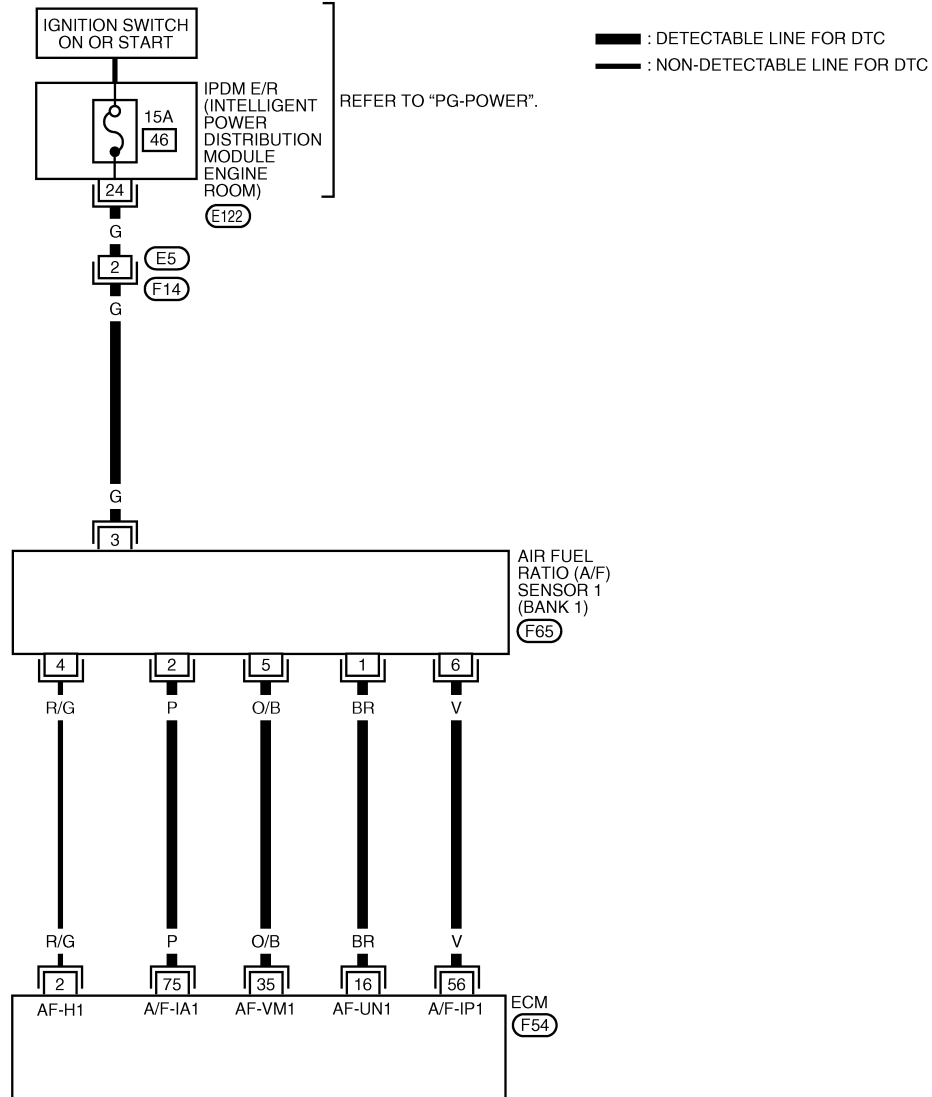 IGNITION SWITCH
ON OR START
: DETECTABLE LINE FOR DTC
: NON-DETECTABLE LINE FOR DTC
IPDM E/R
(INTELLIGENT
POWER
DISTRIBUTION
MODULE
ENGINE
ROOM)
REFER TO “PG-POWER”.
15A
46
24
E122
G
2
E5
F14
G
G
3
AIR FUEL
RATIO (A/F)
SENSOR 1
(BANK 1)
F65
4 2 5 1 6
R/G P O/B BR V
R/G P O/B BR V
2 75 35 16 56
AF-H1 A/F-IA1 AF-VM1 AF-UN1 A/F-IP1
ECM
F54